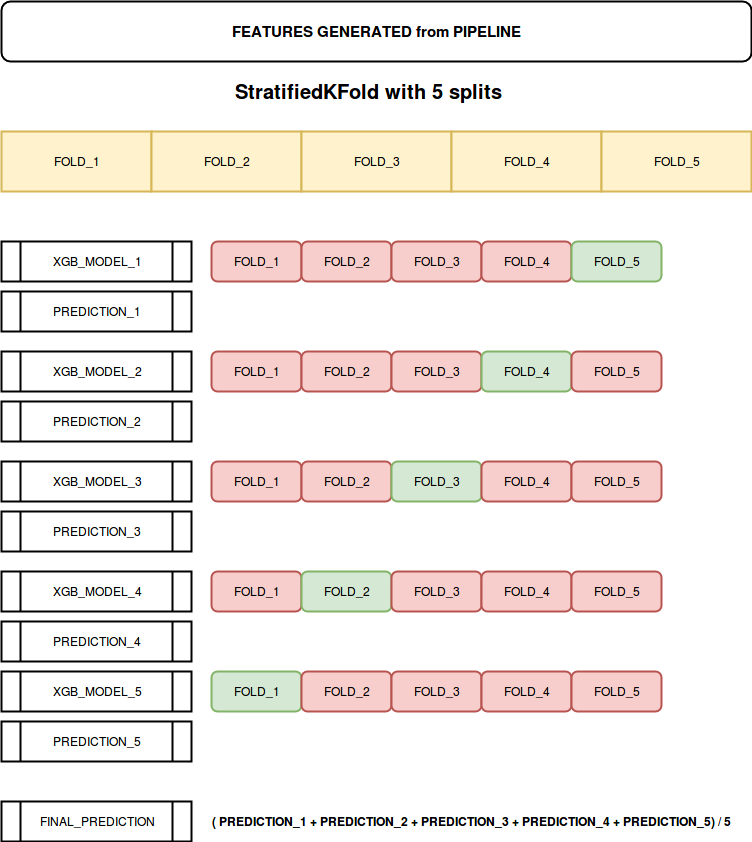 FEATURES GENERATED from PIPELINE
StratifiedKFold with 5 splits
FOLD_1 FOLD_2 FOLD_3 FOLD_4 FOLD_5
XGB_MODEL_1 FOLD_1 FOLD_2 FOLD_3 FOLD_4 FOLD_5
PREDICTION_1
XGB_MODEL_2 FOLD_1 FOLD_2 FOLD_3 FOLD_4 FOLD_5
PREDICTION_2
XGB_MODEL_3 FOLD_1 FOLD_2 FOLD_3 FOLD_4 FOLD_5
PREDICTION_3
XGB_MODEL_4 FOLD_1 FOLD_2 FOLD_3 FOLD_4 FOLD_5
PREDICTION_4
XGB_MODEL_5 FOLD_1 FOLD_2 FOLD_3 FOLD_4 FOLD_5
PREDICTION_5
FINAL_PREDICTION ( PREDICTION_1 + PREDICTION_2 + PREDICTION_3 + PREDICTION_4 + PREDICTION_5) / 5